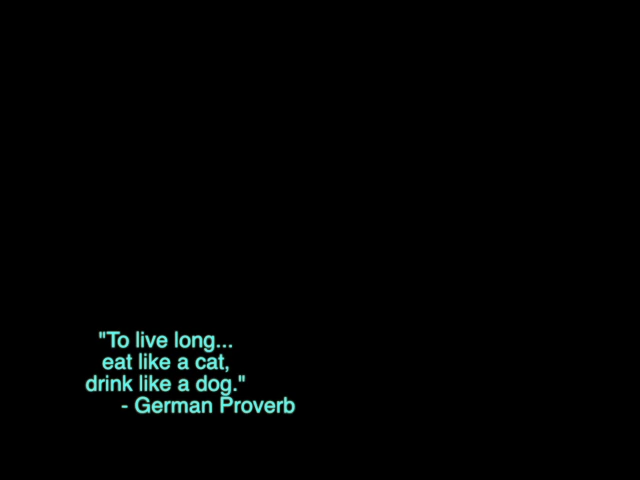 "To live long...
eat like a cat,
drink like a dog."
- German Proverb